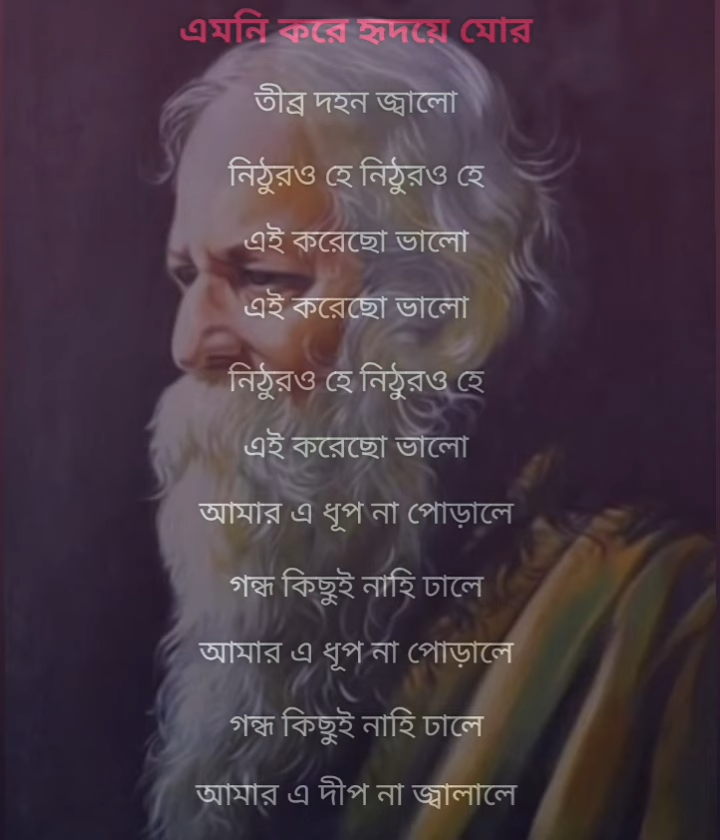 এমনি করে হৃদয়ে মোর
তীব্র দহন জ্বালো
নিঠুরও হে নিঠুরও হে
এই করেছো ভালো
এই করেছো ভালো
নিঠুরও হে নিঠুরও হে
এই করেছো ভালো
আমার এ ধূপ না পোড়ালে
গন্ধ কিছুই নাহি ঢালে
আমার এ ধূপ না পোড়ালে
গন্ধ কিছুই নাহি ঢালে
আমার এ দীপ না জ্বালালে